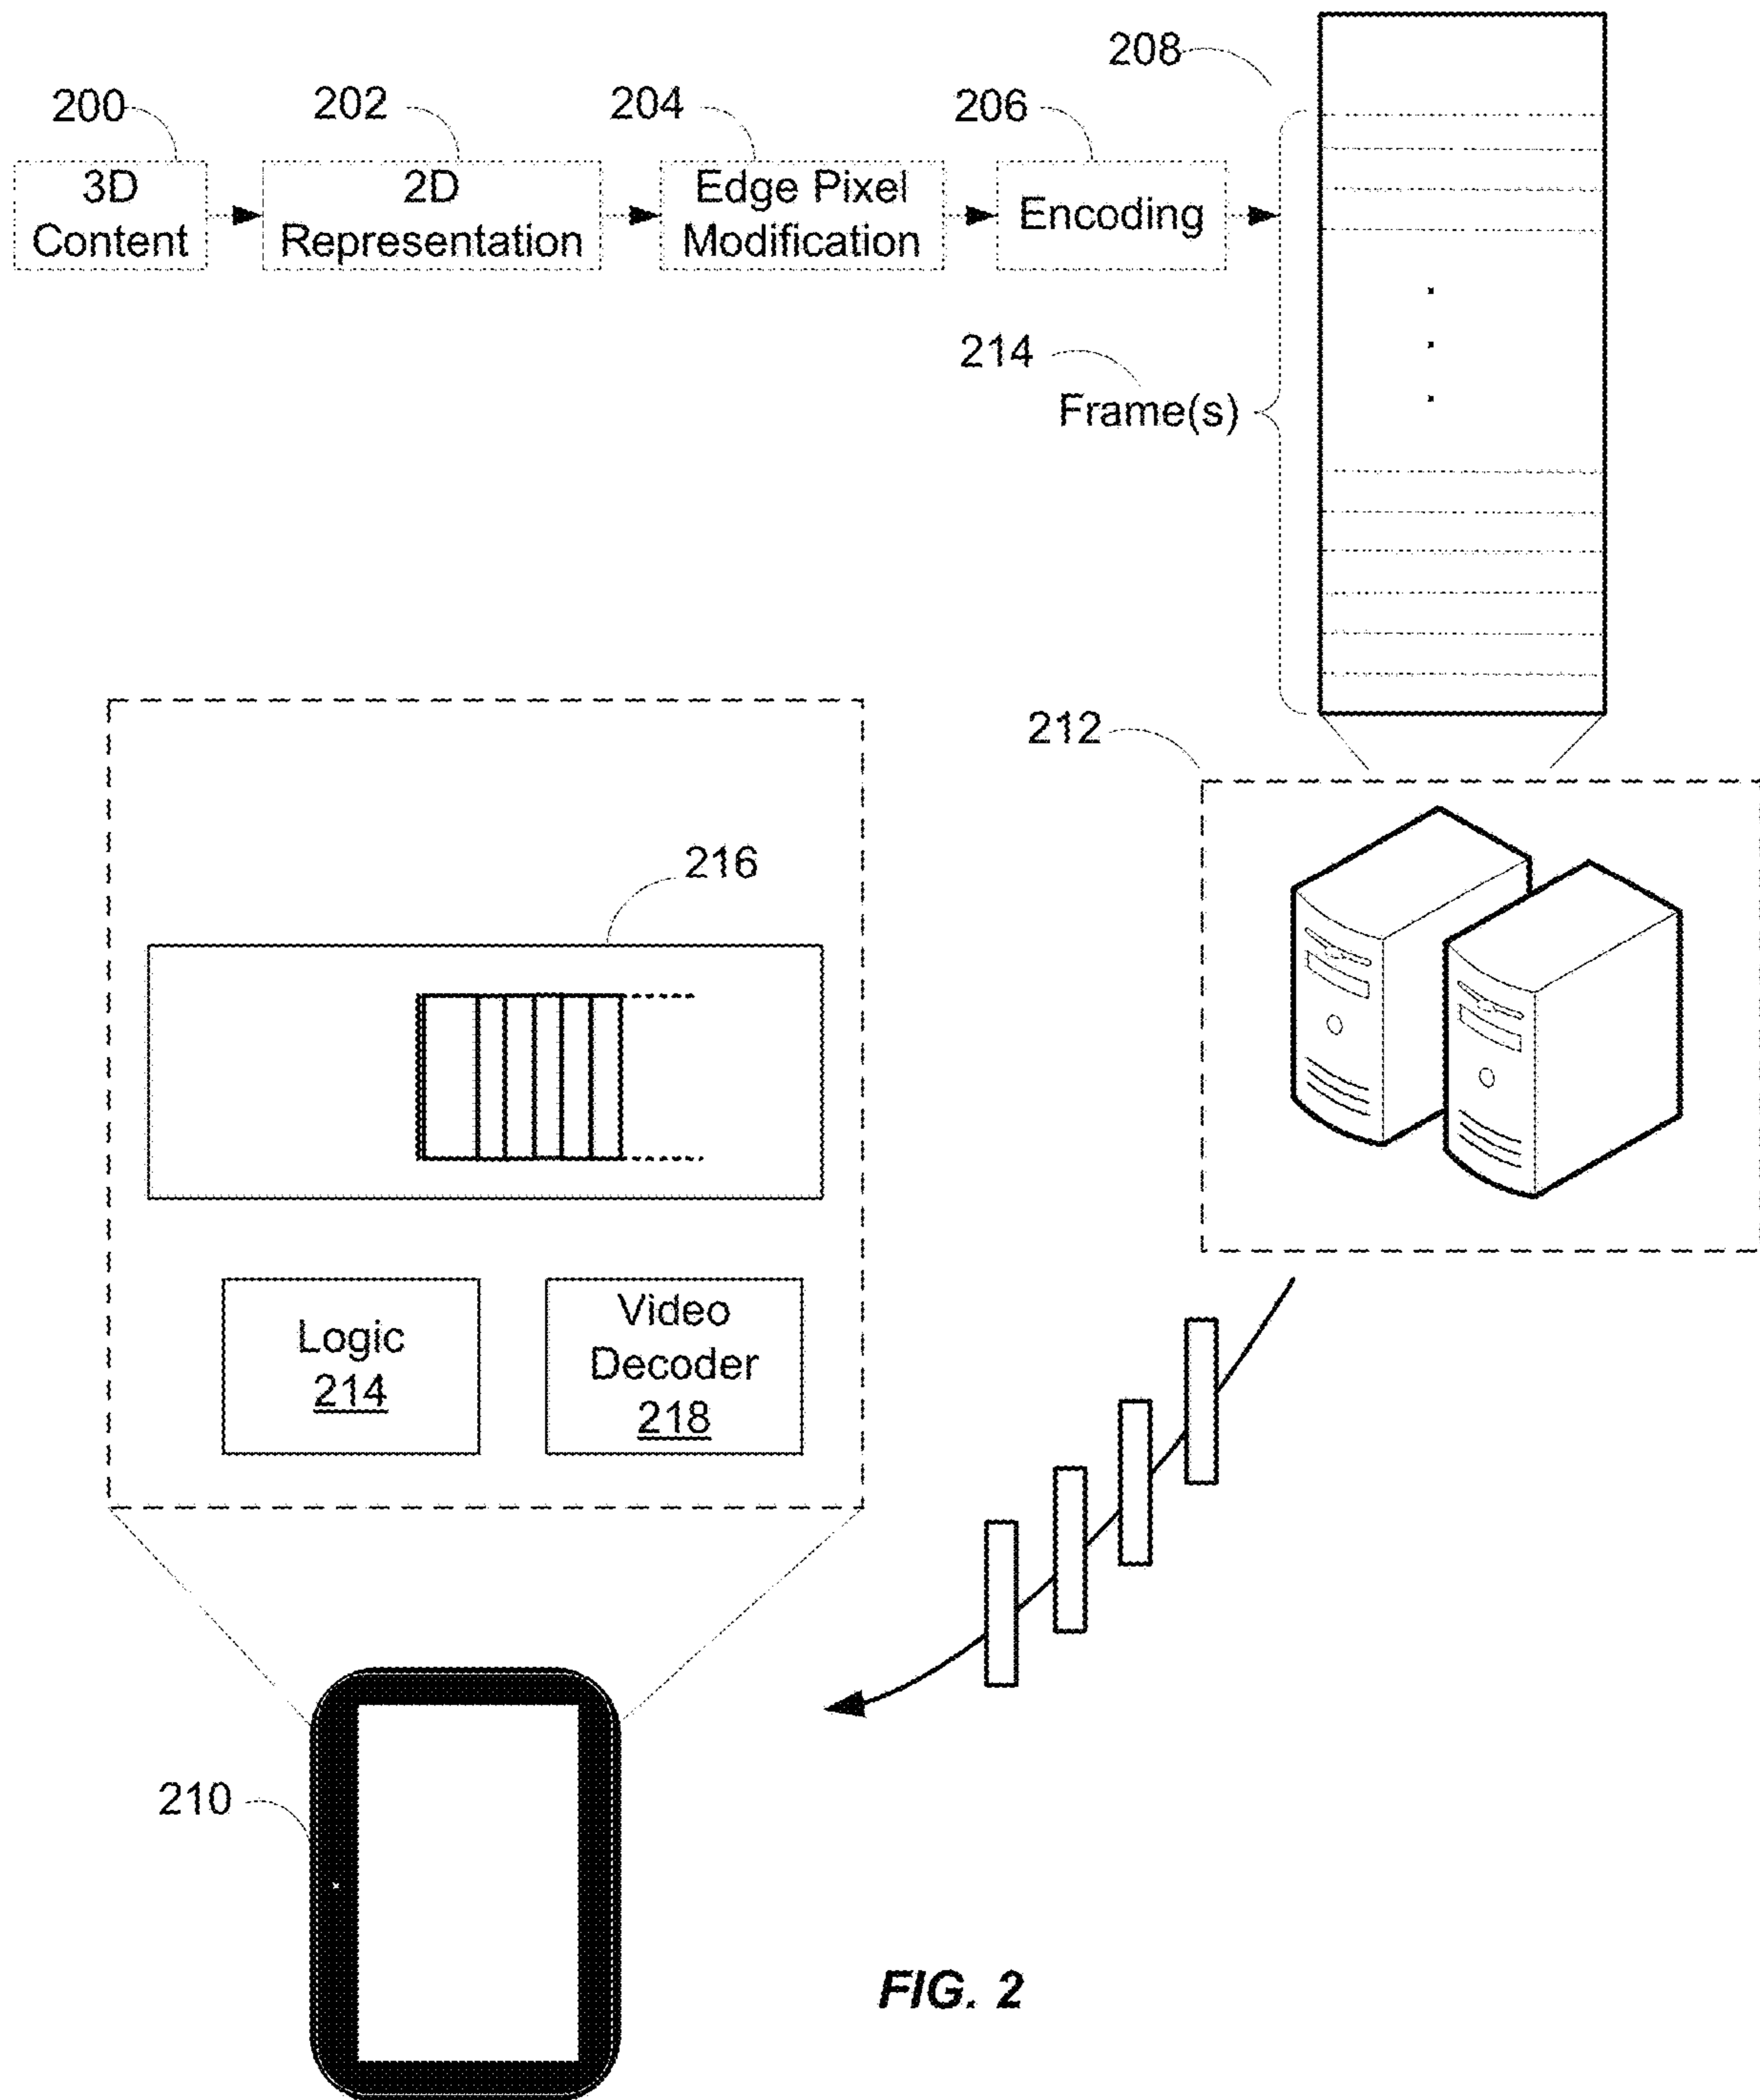 208
200
202
204
206
3D
Content
2D
Representation
Edge Pixel
Modification
Encoding
214
Frame(s)
212
216
Logic
214
Video
Decoder
218
210
FIG. 2